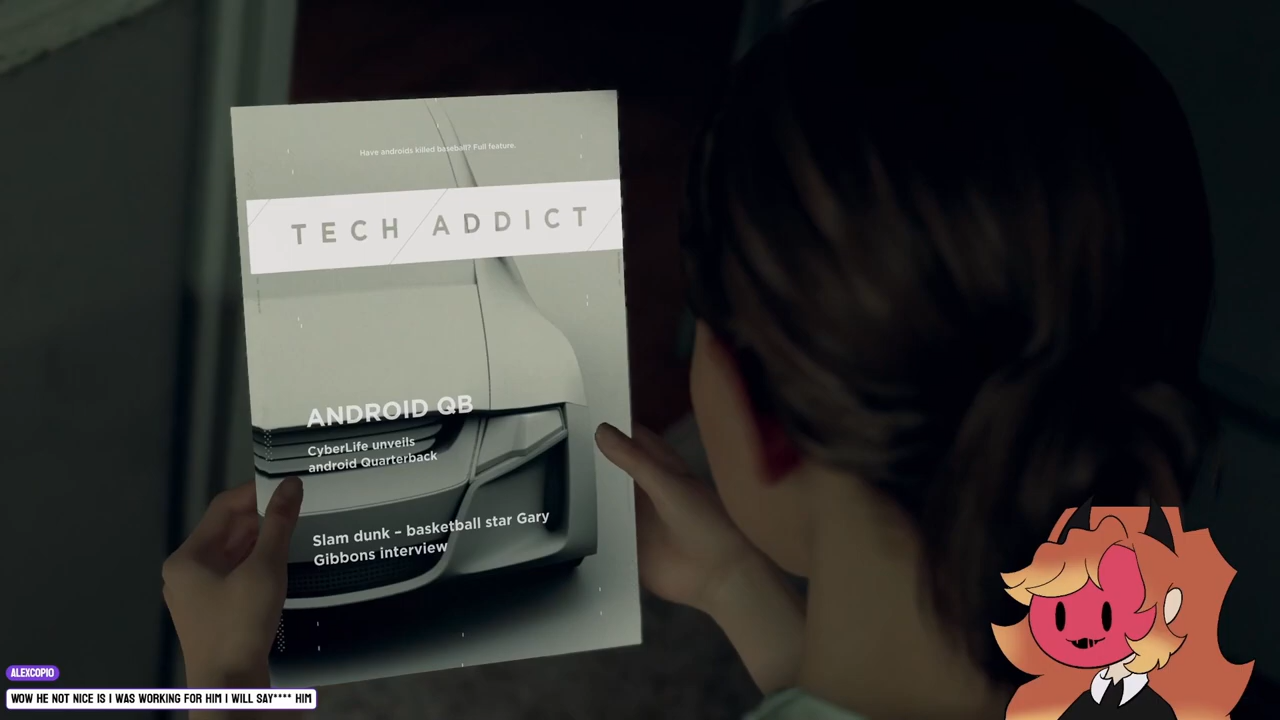 Have androids killed baseball? Full feature.
TECH ADDICT
ANDROID QB
CyberLife unveils
android Quarterback
Slam dunk – basketball star Gary
Gibbons interview
ALEXCOPIO
WOW HE NOT NICE IS I WAS WORKING FOR HIM I WILL SAY**** HIM